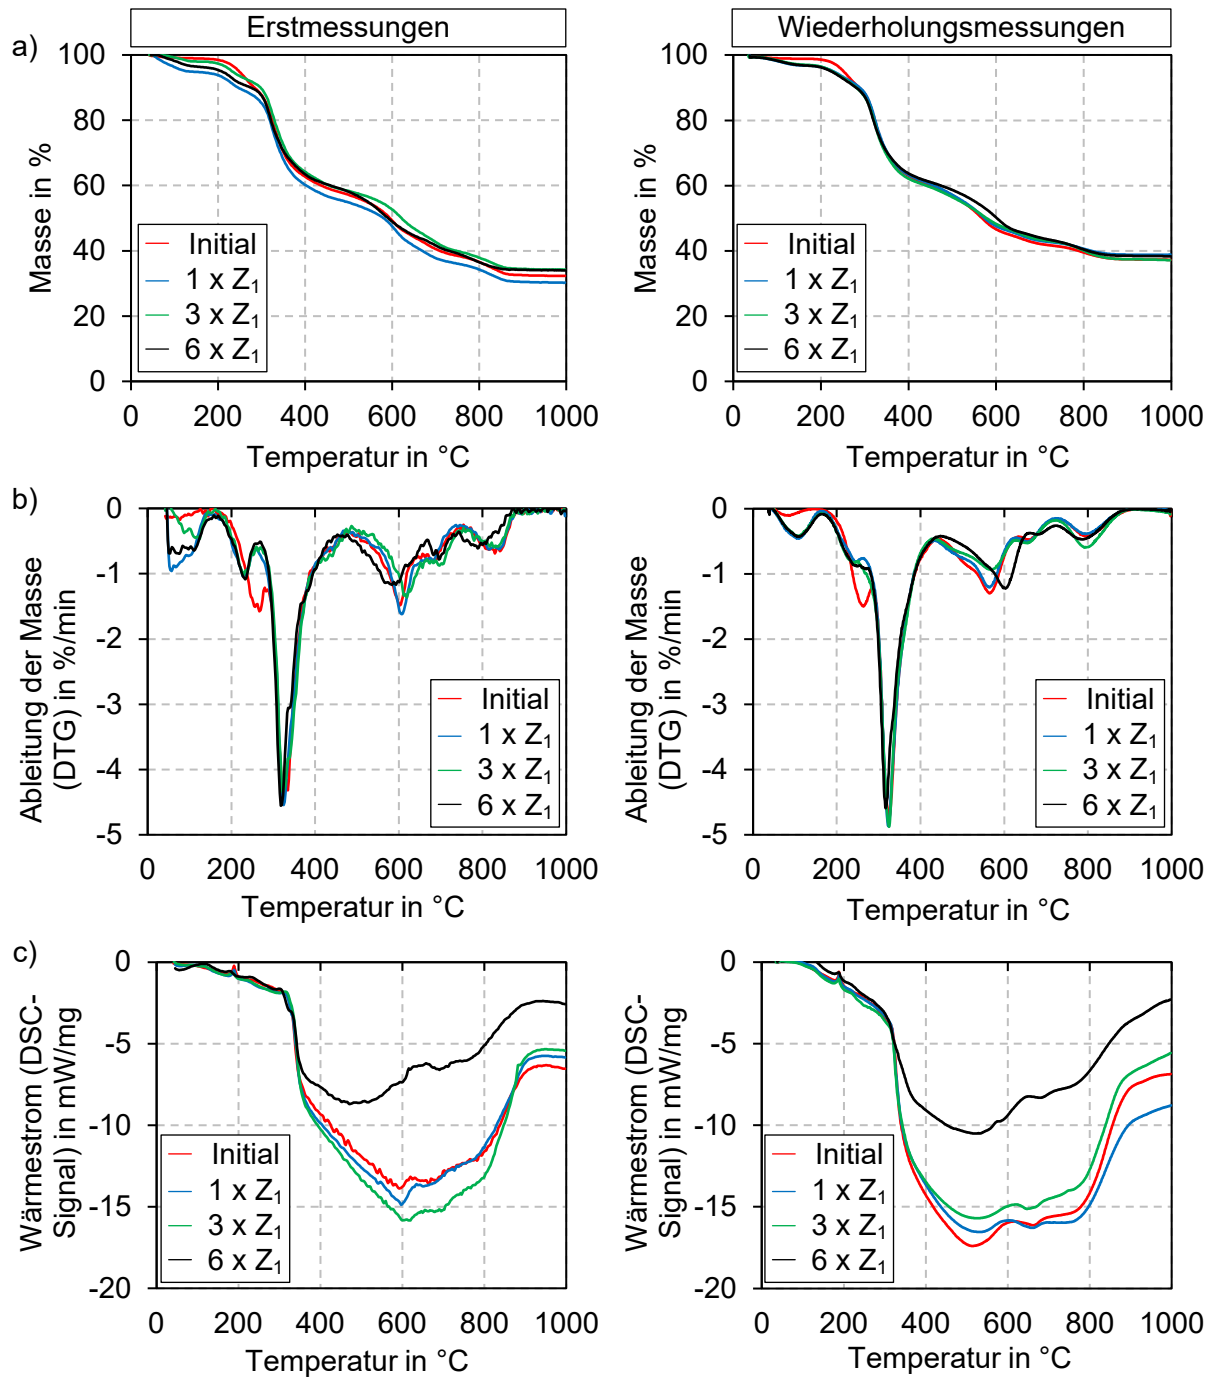 Erstmessungen
Wiederholungsmessungen
a)
Masse in %
100
80
60
40
20
0
Initial
1 x Z1
3 x Z1
6 x Z1
0 200 400 600 800 1000
Temperatur in °C
Masse in %
100
80
60
40
20
0
Initial
1 x Z1
3 x Z1
6 x Z1
0 200 400 600 800 1000
Temperatur in °C
b)
Ableitung der Masse
(DTG) in %/min
0
-1
-2
-3
-4
-5
Initial
1 x Z1
3 x Z1
6 x Z1
0 200 400 600 800 1000
Temperatur in °C
Ableitung der Masse
(DTG) in %/min
0
-1
-2
-3
-4
-5
Initial
1 x Z1
3 x Z1
6 x Z1
0 200 400 600 800 1000
Temperatur in °C
c)
Wärmestrom (DSC-
Signal) in mW/mg
0
-5
-10
-15
-20
Initial
1 x Z1
3 x Z1
6 x Z1
0 200 400 600 800 1000
Temperatur in °C
Wärmestrom (DSC-
Signal) in mW/mg
0
-5
-10
-15
-20
Initial
1 x Z1
3 x Z1
6 x Z1
0 200 400 600 800 1000
Temperatur in °C